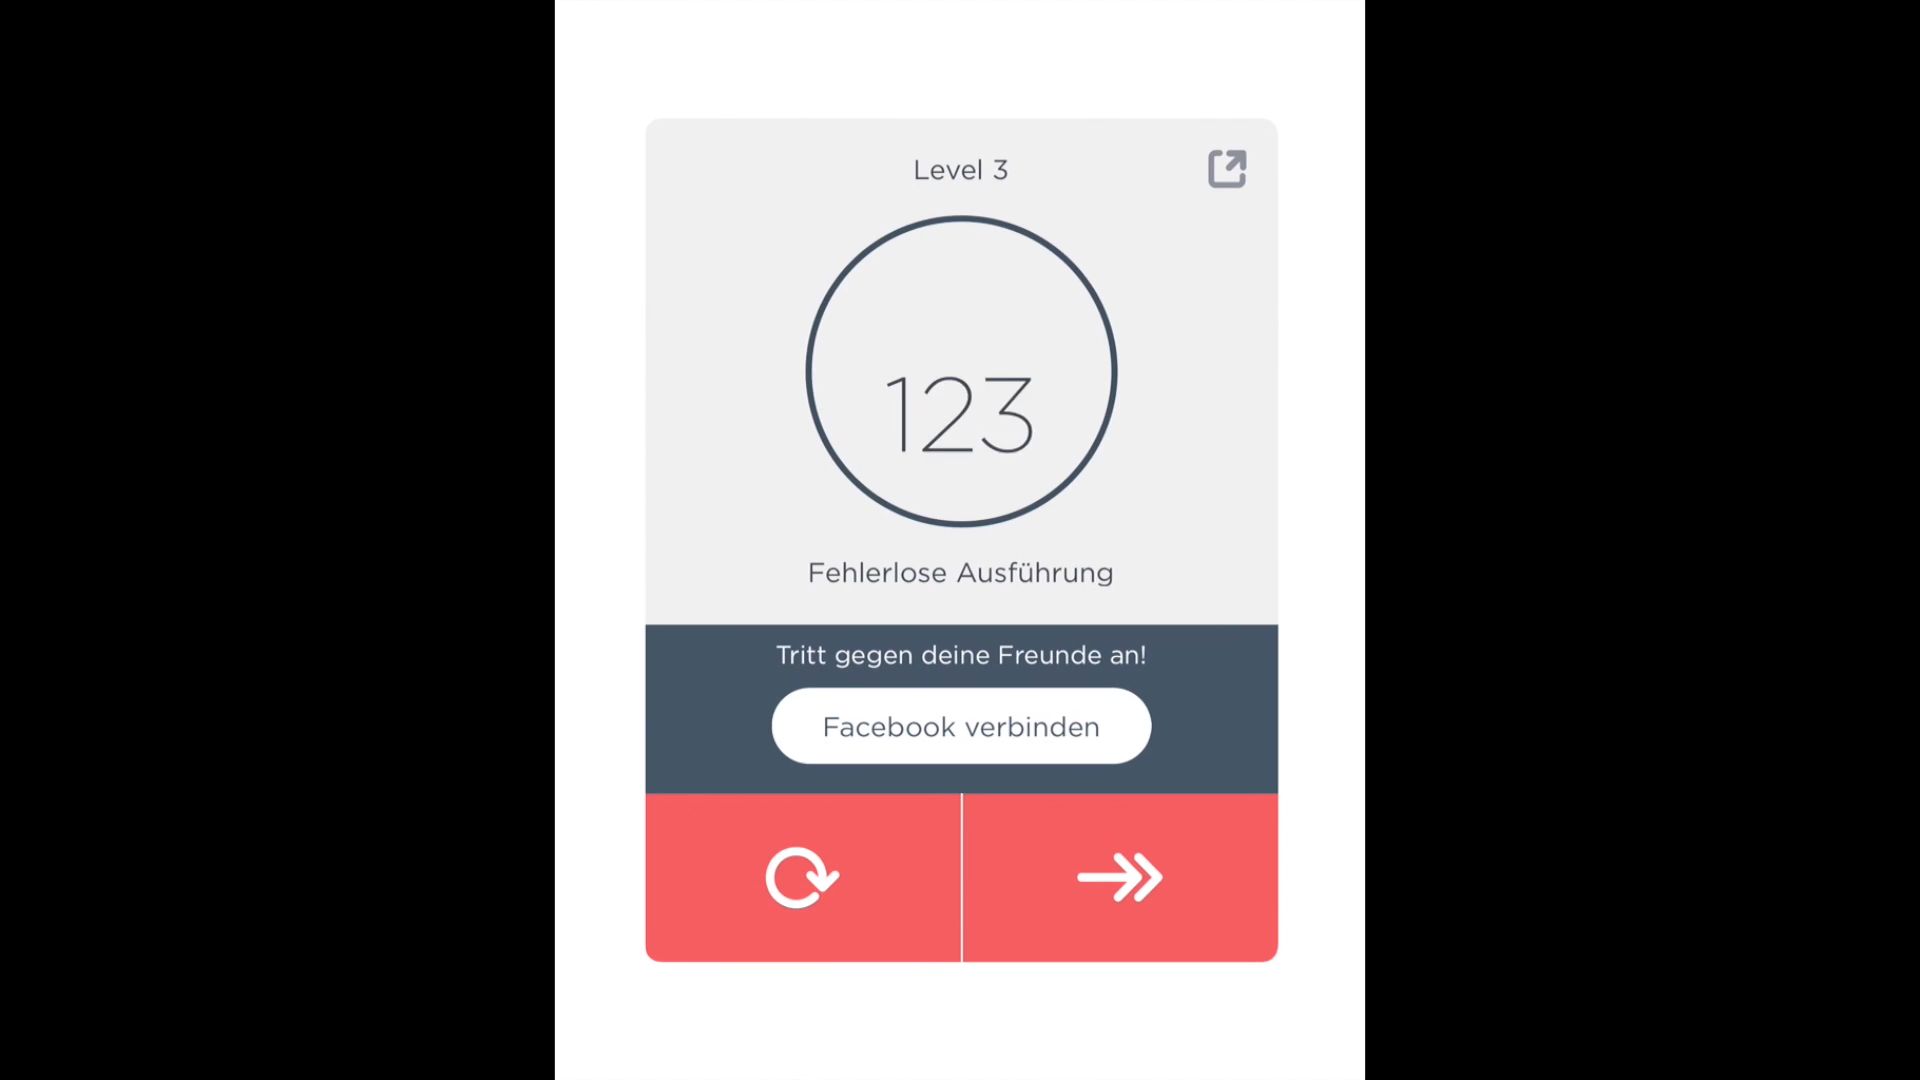 Level 3
123
Fehlerlose Ausführung
Tritt gegen deine Freunde an!
Facebook verbinden